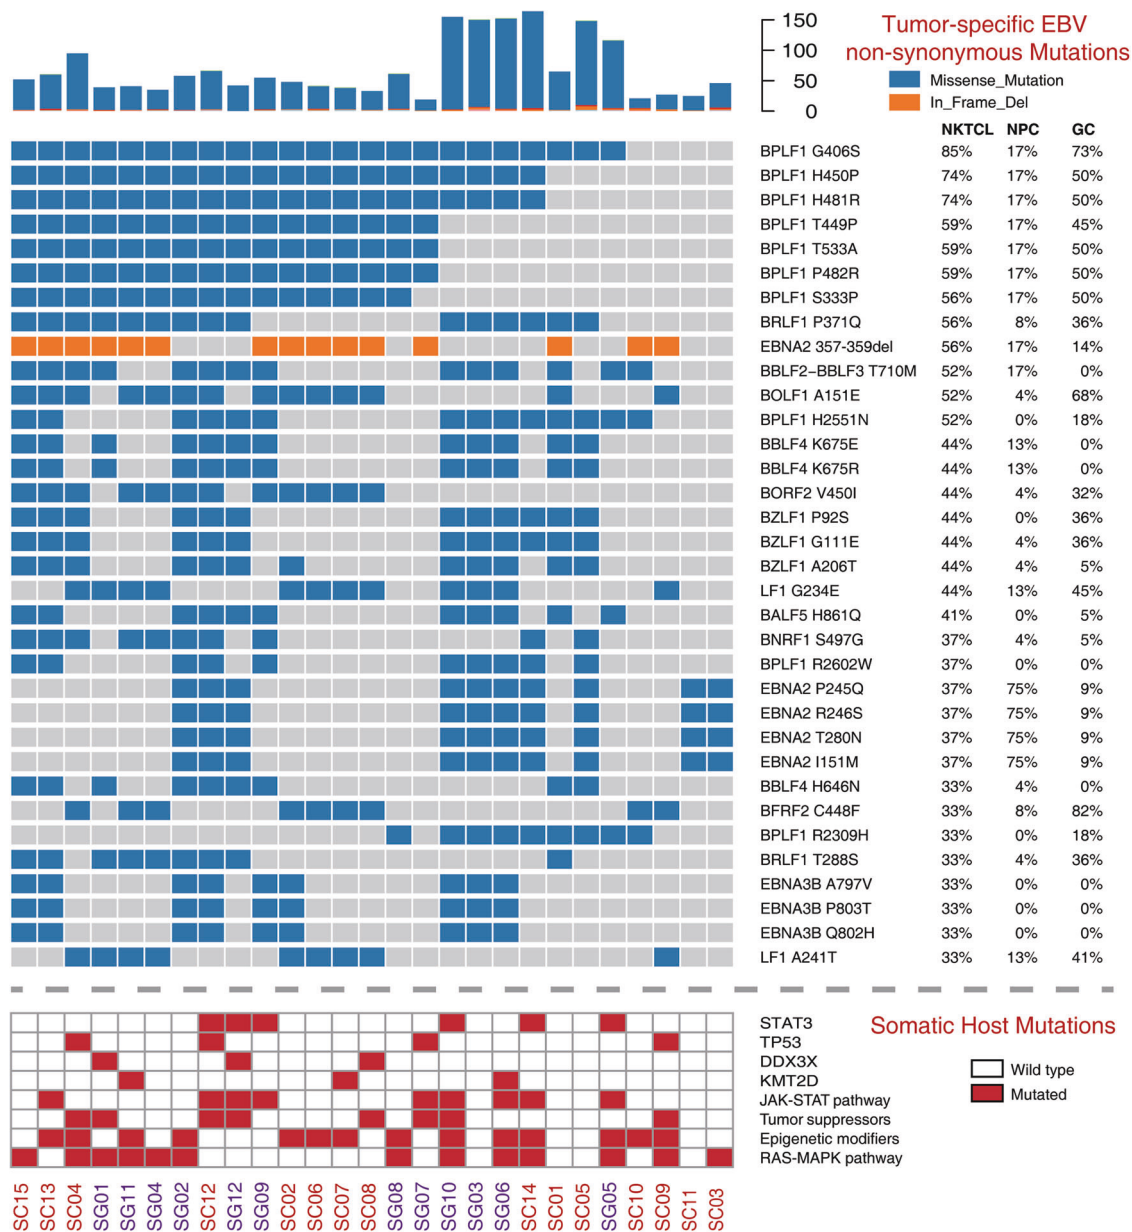 150
100
50
0
Tumor-specific EBV
non-synonymous Mutations
Missense_Mutation
In_Frame_Del
NKTCL NPC GC
BPLF1 G406S 85% 17% 73%
BPLF1 H450P 74% 17% 50%
BPLF1 H481R 74% 17% 50%
BPLF1 T449P 59% 17% 45%
BPLF1 T533A 59% 17% 50%
BPLF1 P482R 59% 17% 50%
BPLF1 S333P 56% 17% 50%
BRLF1 P371Q 56% 8% 36%
EBNA2 357-359del 56% 17% 14%
BBLF2–BBLF3 T710M 52% 17% 0%
BOLF1 A151E 52% 4% 68%
BPLF1 H2551N 52% 0% 18%
BBLF4 K675E 44% 13% 0%
BBLF4 K675R 44% 13% 0%
BORF2 V450I 44% 4% 32%
BZLF1 P92S 44% 0% 36%
BZLF1 G111E 44% 4% 36%
BZLF1 A206T 44% 4% 5%
LF1 G234E 44% 13% 45%
BALF5 H861Q 41% 0% 5%
BNRF1 S497G 37% 4% 5%
BPLF1 R2602W 37% 0% 0%
EBNA2 P245Q 37% 75% 9%
EBNA2 R246S 37% 75% 9%
EBNA2 T280N 37% 75% 9%
EBNA2 I151M 37% 75% 9%
BBLF4 H646N 33% 4% 0%
BFRF2 C448F 33% 8% 82%
BPLF1 R2309H 33% 0% 18%
BRLF1 T288S 33% 4% 36%
EBNA3B A797V 33% 0% 0%
EBNA3B P803T 33% 0% 0%
EBNA3B Q802H 33% 0% 0%
LF1 A241T 33% 13% 41%
STAT3
TP53
DDX3X
KMT2D
JAK-STAT pathway
Tumor suppressors
Epigenetic modifiers
RAS-MAPK pathway
Somatic Host Mutations
Wild type
Mutated
SC15 SC13 SC04 SG01 SG11 SG04 SG02 SC12 SG12 SG09 SC02 SC06 SC07 SC08 SG08 SG07 SG10 SG03 SG06 SC14 SC01 SC05 SG05 SC10 SC09 SC11 SC03